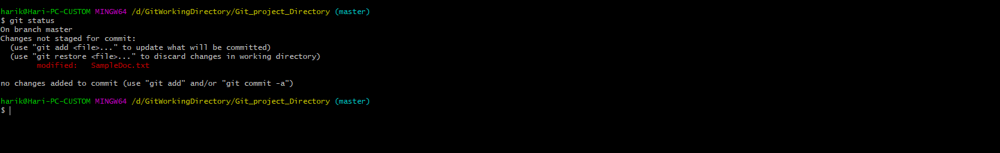 harik@Hari-PC-CUSTOM MINGW64 /d/GitWorkingDirectory/Git_project_Directory (master)
$ git status
On branch master
Changes not staged for commit:
  (use "git add <file>..." to update what will be committed)
  (use "git restore <file>..." to discard changes in working directory)
        modified:   SampleDoc.txt

no changes added to commit (use "git add" and/or "git commit -a")

harik@Hari-PC-CUSTOM MINGW64 /d/GitWorkingDirectory/Git_project_Directory (master)
$